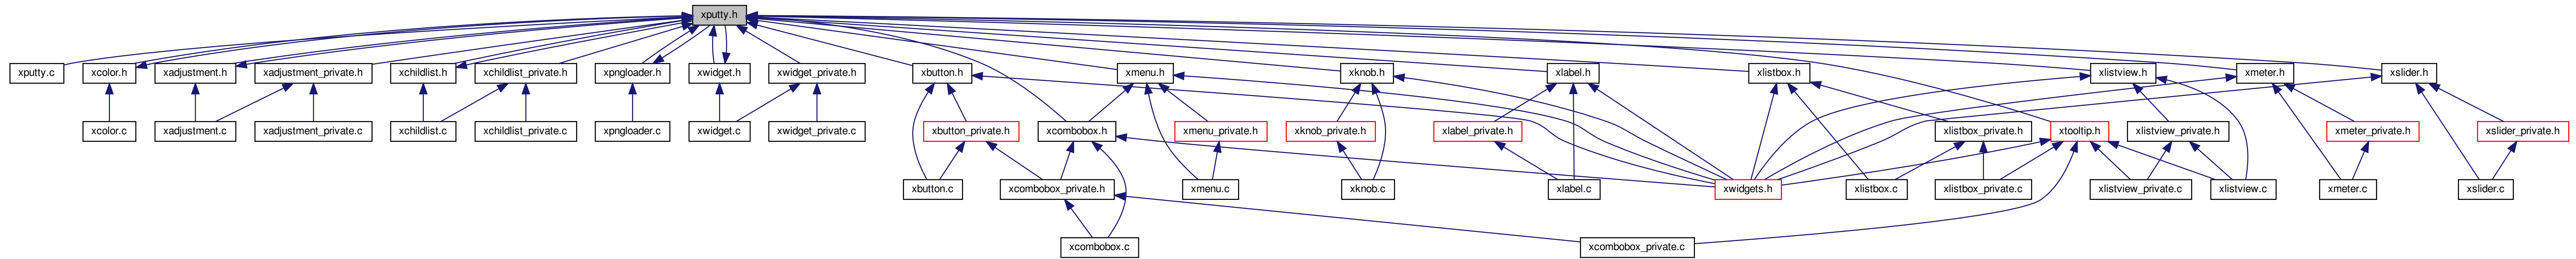 xputty.h
xputty.c
xcolor.h
xadjustment.h
xadjustment_private.h
xchildlist.h
xchildlist_private.h
xpngloader.h
xwidget.h
xwidget_private.h
xbutton.h
xmenu.h
xknob.h
xlabel.h
xlistbox.h
xlistview.h
xmeter.h
xslider.h
xcolor.c
xadjustment.c
xadjustment_private.c
xchildlist.c
xchildlist_private.c
xpngloader.c
xwidget.c
xwidget_private.c
xbutton_private.h
xcombobox.h
xmenu_private.h
xknob_private.h
xlabel_private.h
xlistbox_private.h
xtooltip.h
xlistview_private.h
xmeter_private.h
xslider_private.h
xbutton.c
xcombobox_private.h
xmenu.c
xknob.c
xlabel.c
xwidgets.h
xlistbox.c
xlistbox_private.c
xlistview_private.c
xlistview.c
xmeter.c
xslider.c
xcombobox.c
xcombobox_private.c